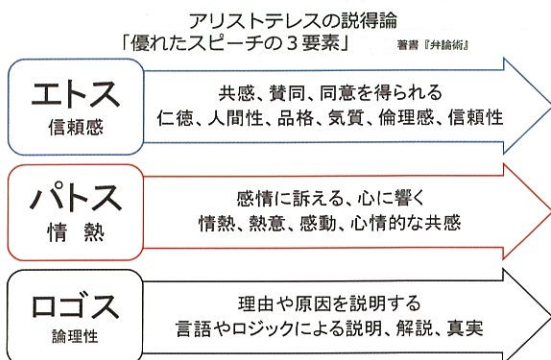 アリストテレスの説得論
「優れたスピーチの３要素」 著書『弁論術』
エトス
信頼感
共感、賛同、同意を得られる
仁徳、人間性、品格、気質、倫理感、信頼性
パトス
情 熱
感情に訴える、心に響く
情熱、熱意、感動、心情的な共感
ロゴス
論理性
理由や原因を説明する
言語やロジックによる説明、解説、真実